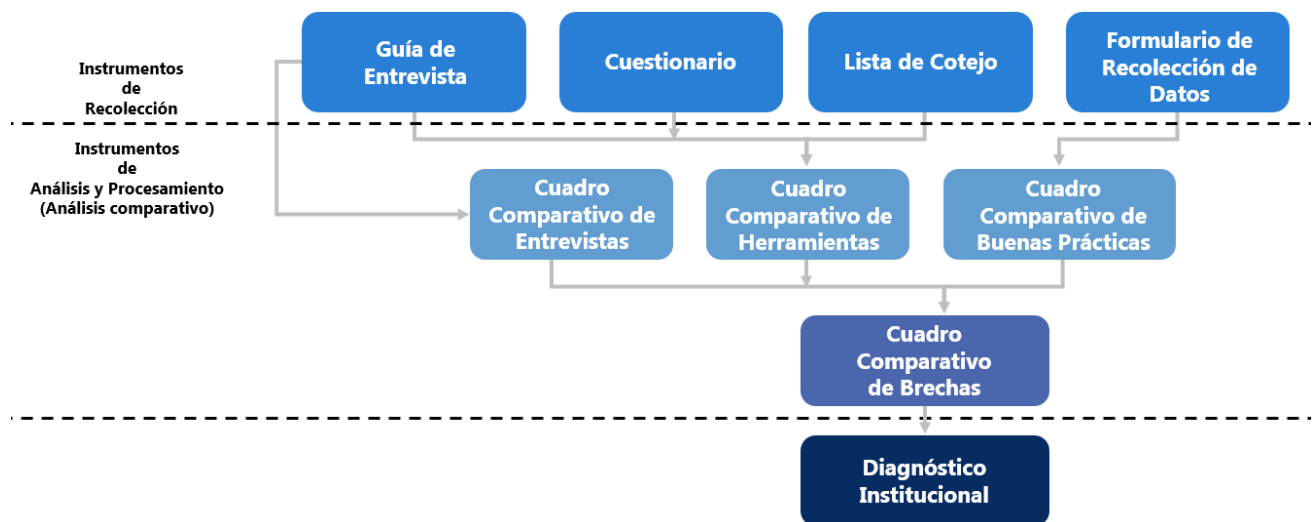 Instrumentos
de
Recolección
Guía de
Entrevista
Cuestionario
Lista de Cotejo
Formulario de
Recolección de
Datos
Instrumentos
de
Análisis y Procesamiento
(Análisis comparativo)
Cuadro
Comparativo de
Entrevistas
Cuadro
Comparativo de
Herramientas
Cuadro
Comparativo de
Buenas Prácticas
Cuadro
Comparativo
de Brechas
Diagnóstico
Institucional